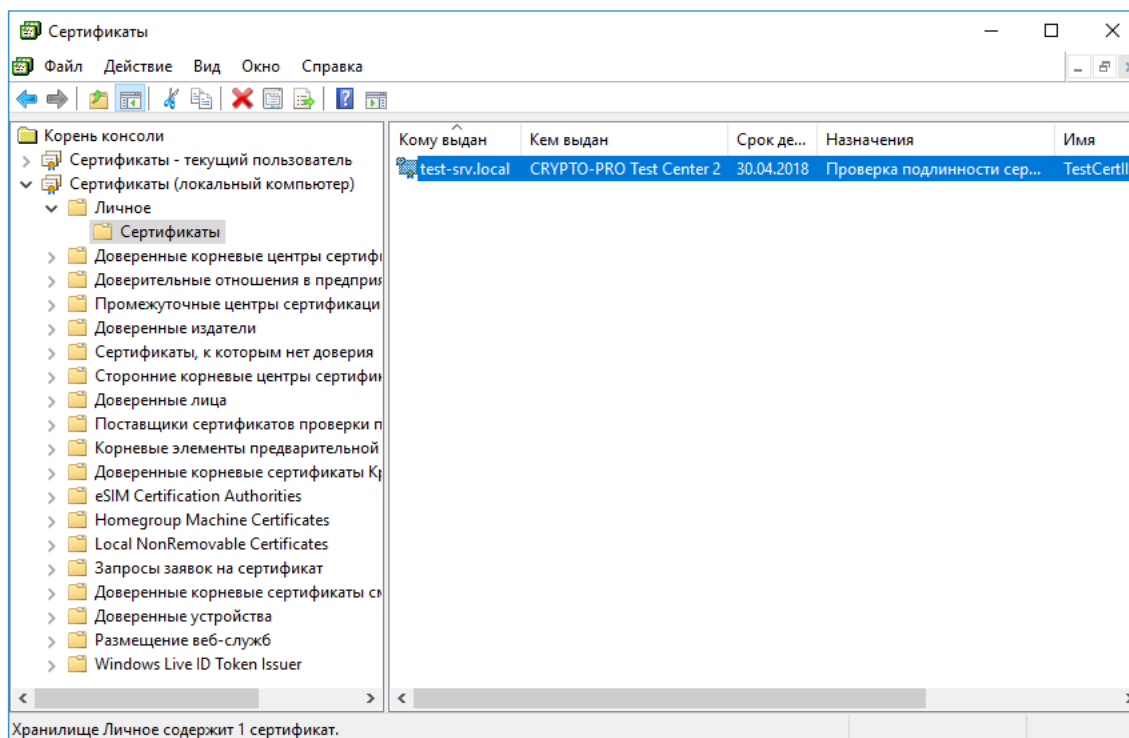 Сертификаты
Файл Действие Вид Окно Справка
Корень консоли
Сертификаты - текущий пользователь
Сертификаты (локальный компьютер)
Личное
Сертификаты
Доверенные корневые центры сертифи
Доверительные отношения в предприя
Промежуточные центры сертификаци
Доверенные издатели
Сертификаты, к которым нет доверия
Сторонние корневые центры сертифик
Доверенные лица
Поставщики сертификатов проверки п
Корневые элементы предварительной
Доверенные корневые сертификаты Кр
eSIM Certification Authorities
Homegroup Machine Certificates
Local NonRemovable Certificates
Запросы заявок на сертификат
Доверенные корневые сертификаты см
Доверенные устройства
Размещение веб-служб
Windows Live ID Token Issuer
Кому выдан Кем выдан Срок де... Назначения Имя
test-srv.local CRYPTO-PRO Test Center 2 30.04.2018 Проверка подлинности сер... TestCertII
Хранилище Личное содержит 1 сертификат.